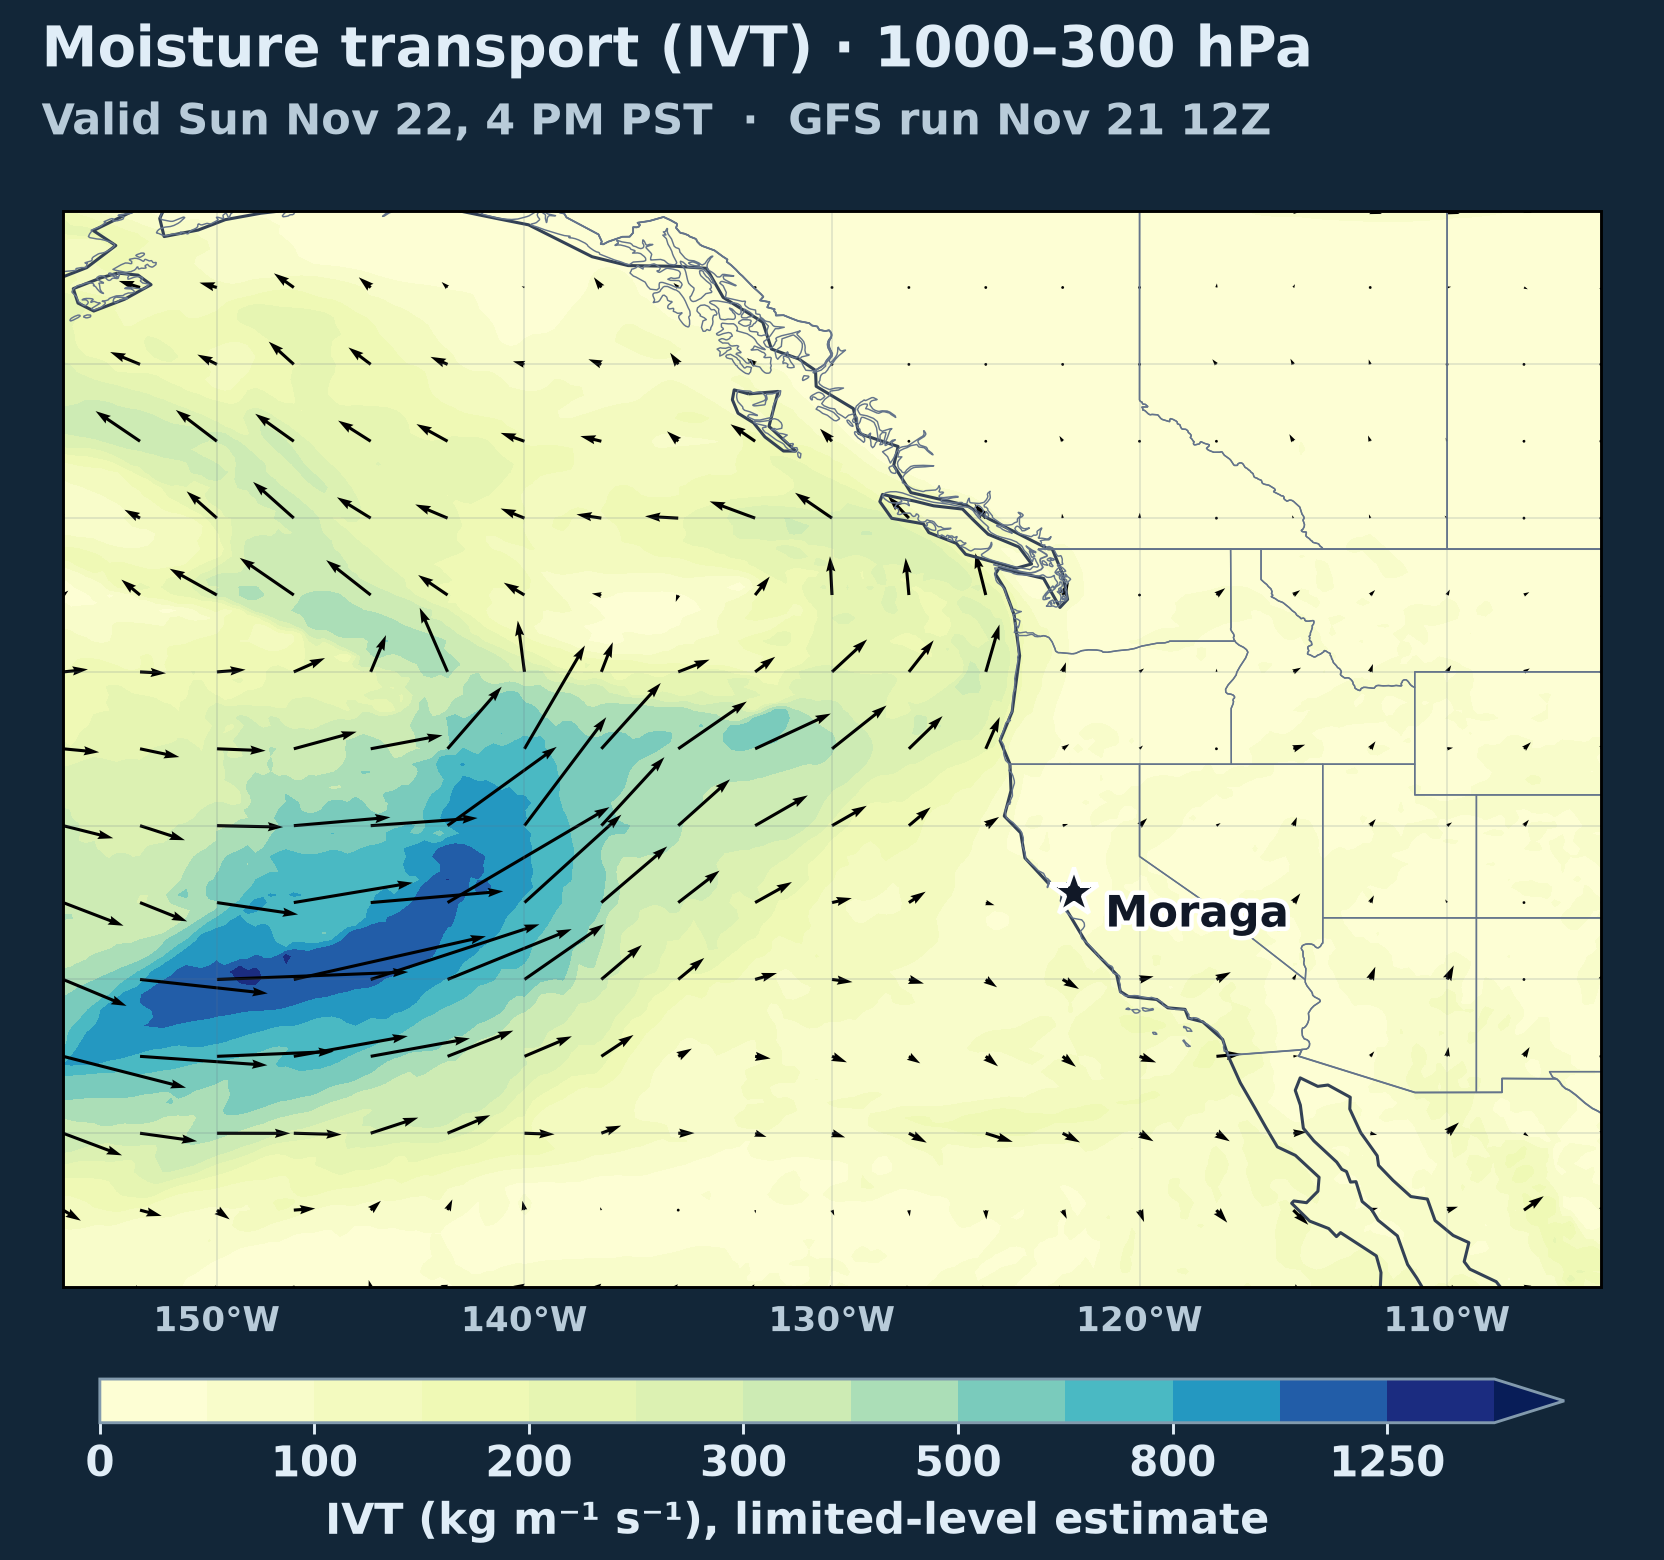 Moisture transport (IVT) · 1000–300 hPa
Valid Sun Nov 22, 4 PM PST · GFS run Nov 21 12Z
Moraga
150°W 140°W 130°W 120°W 110°W
0 100 200 300 500 800 1250
IVT (kg m⁻¹ s⁻¹), limited-level estimate